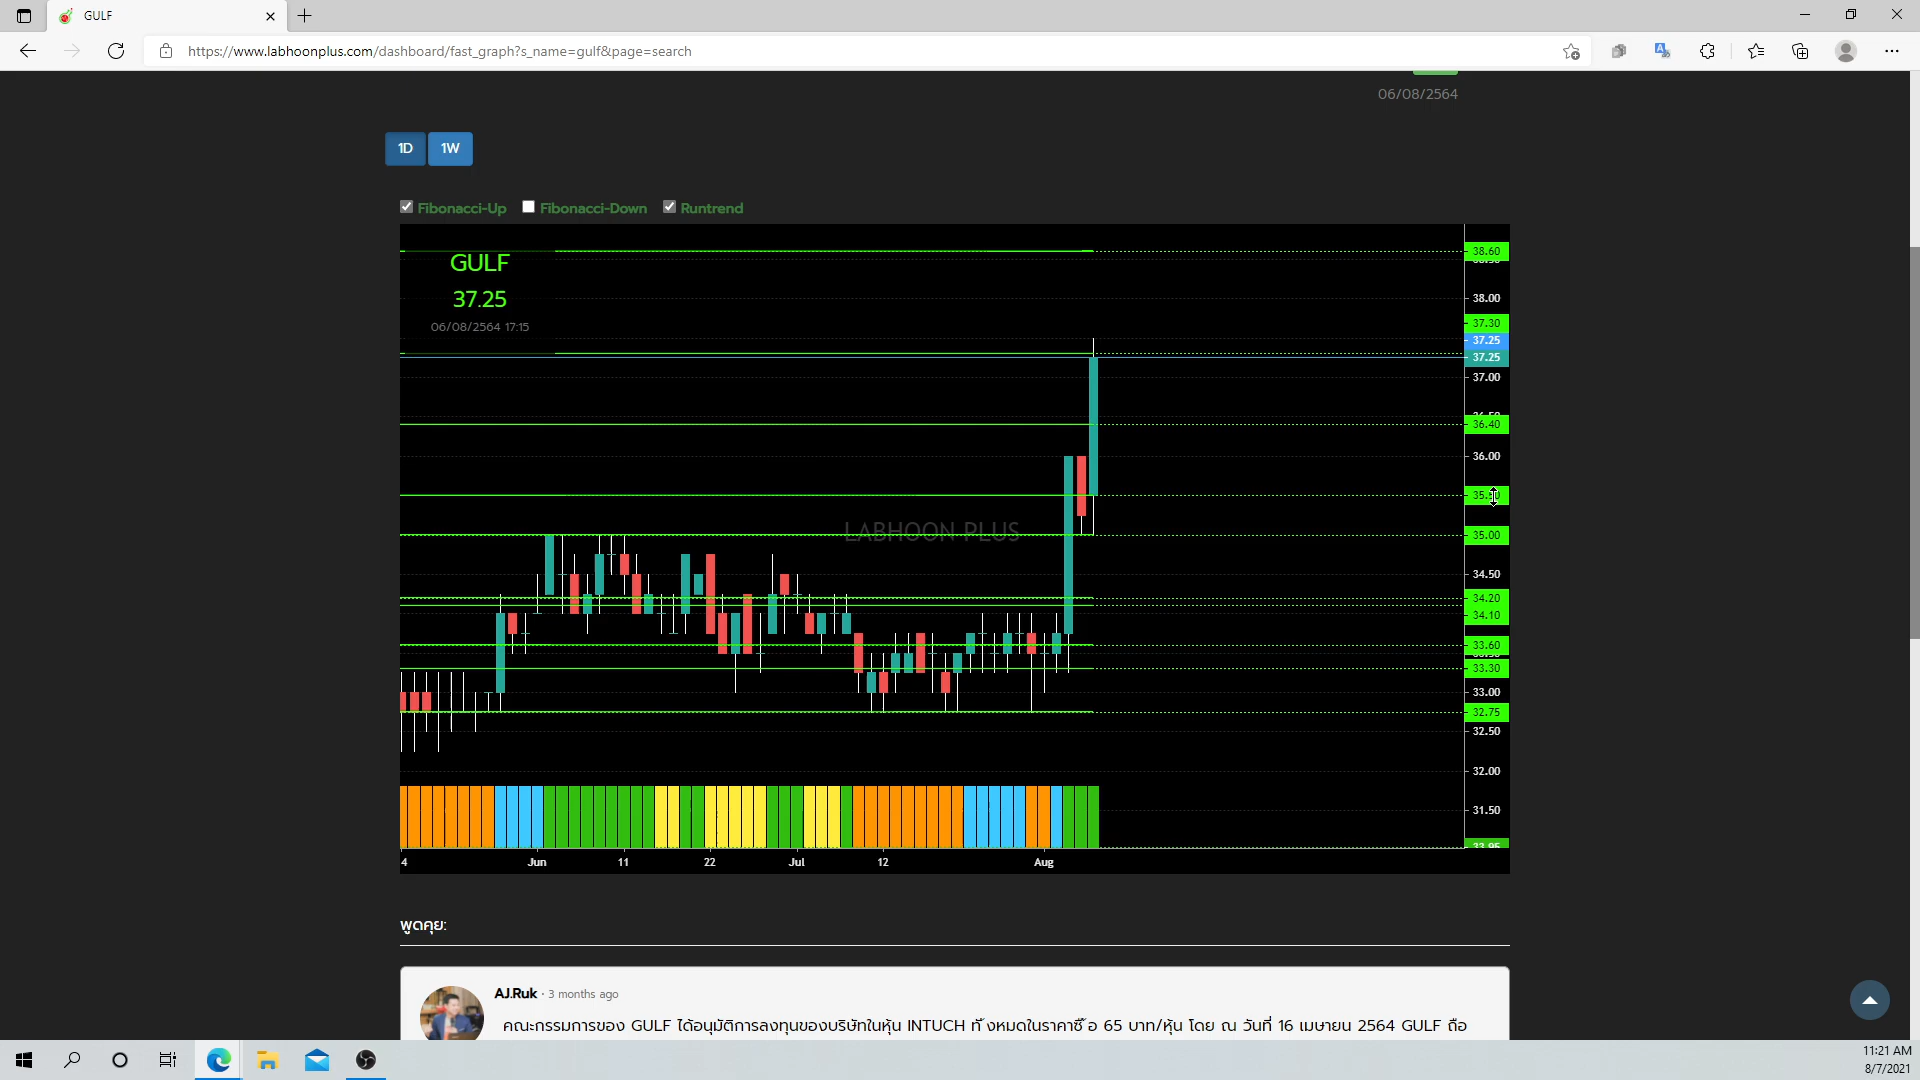 GULF
https://www.labhoonplus.com/dashboard/fast_graph?s_name=gulf&page=search
06/08/2564
1D
1W
Fibonacci-Up
Fibonacci-Down
Runtrend
GULF
37.25
06/08/2564 17:15
LABHOON PLUS
38.60
38.00
37.30
37.25
37.25
37.00
36.40
36.00
35.00
34.50
34.20
34.10
33.60
33.30
33.00
32.75
32.50
32.00
31.50
4
Jun
11
22
Jul
12
Aug
พูดคุย:
AJ.Ruk · 3 months ago
คณะกรรมการของ GULF ได้อนุมัติการลงทุนของบริษัทในหุ้น INTUCH ทั้งหมดในราคาซื้อ 65 บาท/หุ้น โดย ณ วันที่ 16 เมษายน 2564 GULF ถือ
11:21 AM
8/7/2021